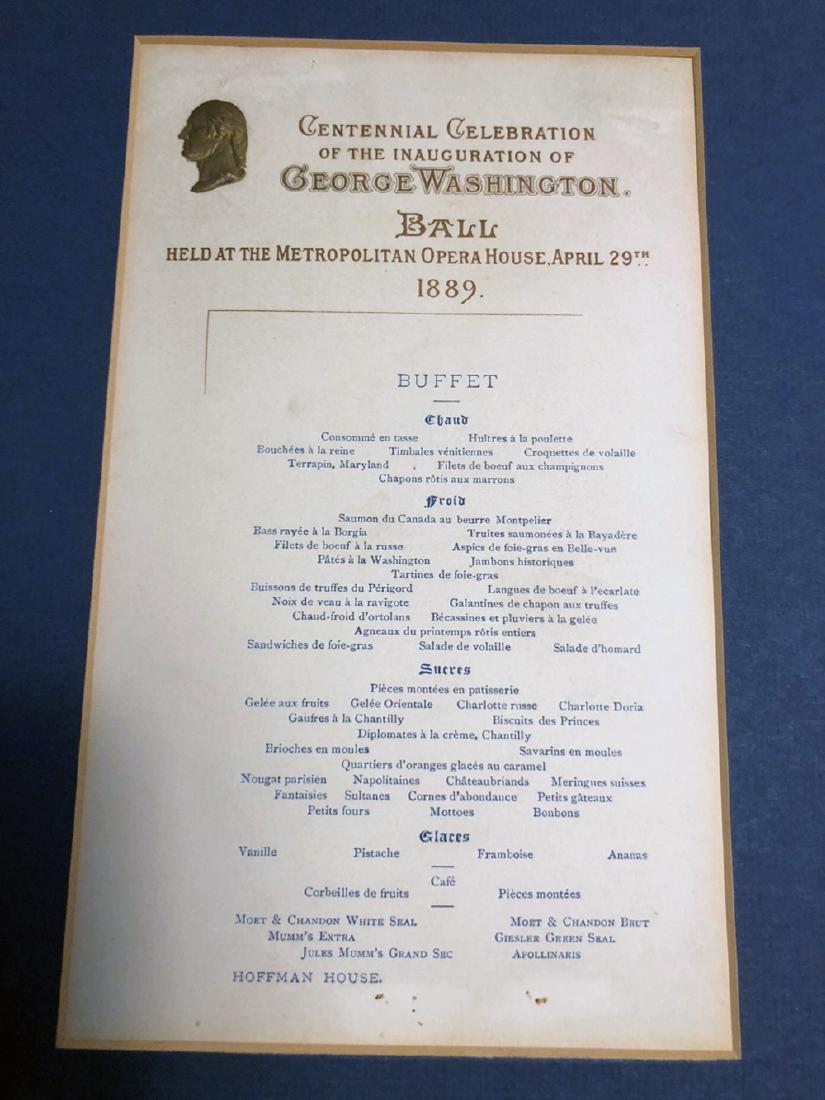 CENTENNIAL CELEBRATION
OF THE INAUGURATION OF
GEORGE WASHINGTON.
BALL
HELD AT THE METROPOLITAN OPERA HOUSE, APRIL 29TH
1889.
BUFFET
Chaud
Consommé en tasse Huîtres à la poulette
Bouchées à la reine Timbales vénitiennes Croquettes de volaille
Terrapin, Maryland Filets de boeuf aux champignons
Chapons rôtis aux marrons
Froid
Saumon du Canada au beurre Montpelier
Bass rayée à la Borgia Truites saumonées à la Bayadère
Filets de boeuf à la russe Aspics de foie-gras en Belle-vue
Pâtés à la Washington Jambons historiques
Tartines de foie-gras
Buissons de truffes du Périgord Langues de boeuf à l'ecarlate
Noix de veau à la ravigote Galantines de chapon aux truffes
Chaud-froid d'ortolans Bécassines et pluviers à la gelée
Agneaux du printemps rôtis entiers
Sandwiches de foie-gras Salade de volaille Salade d'homard
Sucres
Pièces montées en patisserie
Gelée aux fruits Gelée Orientale Charlotte russe Charlotte Doria
Gaufres à la Chantilly Biscuits des Princes
Diplomates à la crème, Chantilly
Brioches en moules Savarins en moules
Quartiers d'oranges glacés au caramel
Nougat parisien Napolitaines Châteaubriands Meringues suisses
Fantaisies Sultanes Cornes d'abondance Petits gâteaux
Petits fours Mottoes Bonbons
Glaces
Vanille Pistache Framboise Ananas
Café
Corbeilles de fruits Pièces montées
MOET & CHANDON WHITE SEAL MOET & CHANDON BRUT
MUMM'S EXTRA GIESLER GREEN SEAL
JULES MUMM'S GRAND SEC APOLLINARIS
HOFFMAN HOUSE.